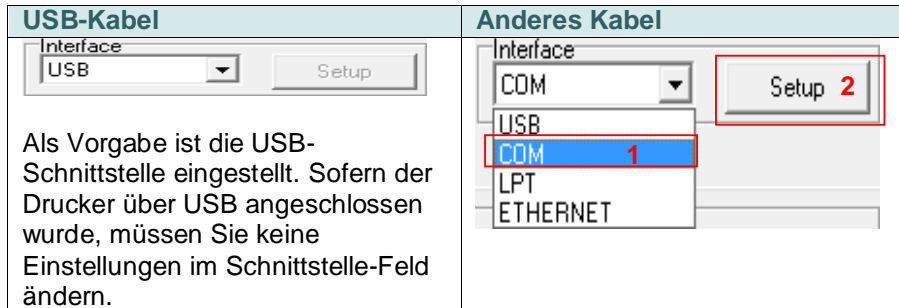 USB-Kabel
Interface
USB
Setup
Als Vorgabe ist die USB-
Schnittstelle eingestellt. Sofern der
Drucker über USB angeschlossen
wurde, müssen Sie keine
Einstellungen im Schnittstelle-Feld
ändern.
Anderes Kabel
Interface
COM
Setup 2
USB
COM 1
LPT
ETHERNET